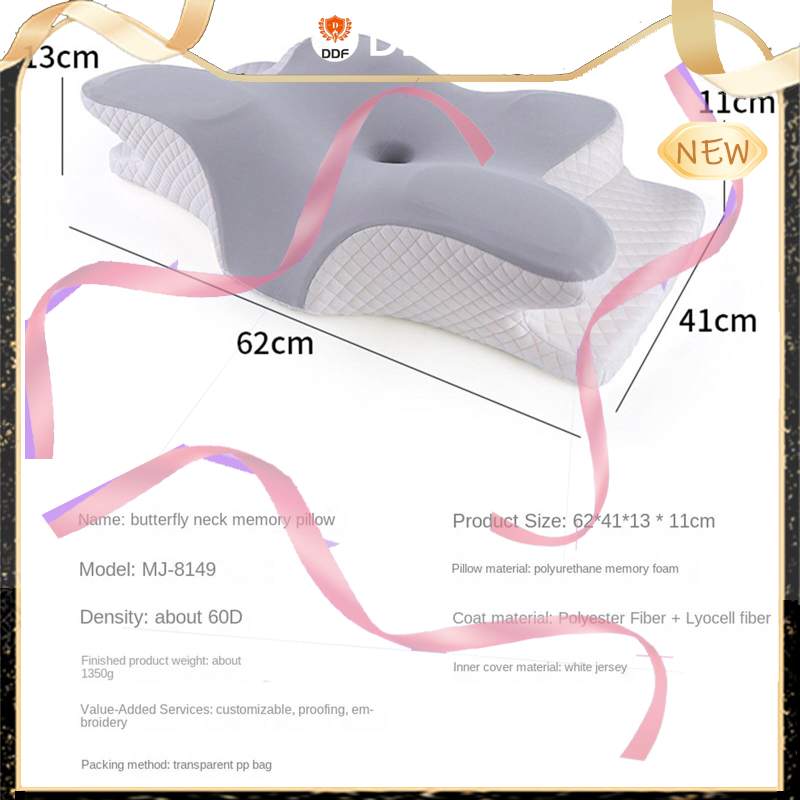 DDF
13cm
11cm
NEW
41cm
62cm
Name: butterfly neck memory pillow
Product Size: 62*41*13 * 11cm
Model: MJ-8149
Pillow material: polyurethane memory foam
Density: about 60D
Coat material: Polyester Fiber + Lyocell fiber
Finished product weight: about
1350g
Inner cover material: white jersey
Value-Added Services: customizable, proofing, em-
broidery
Packing method: transparent pp bag